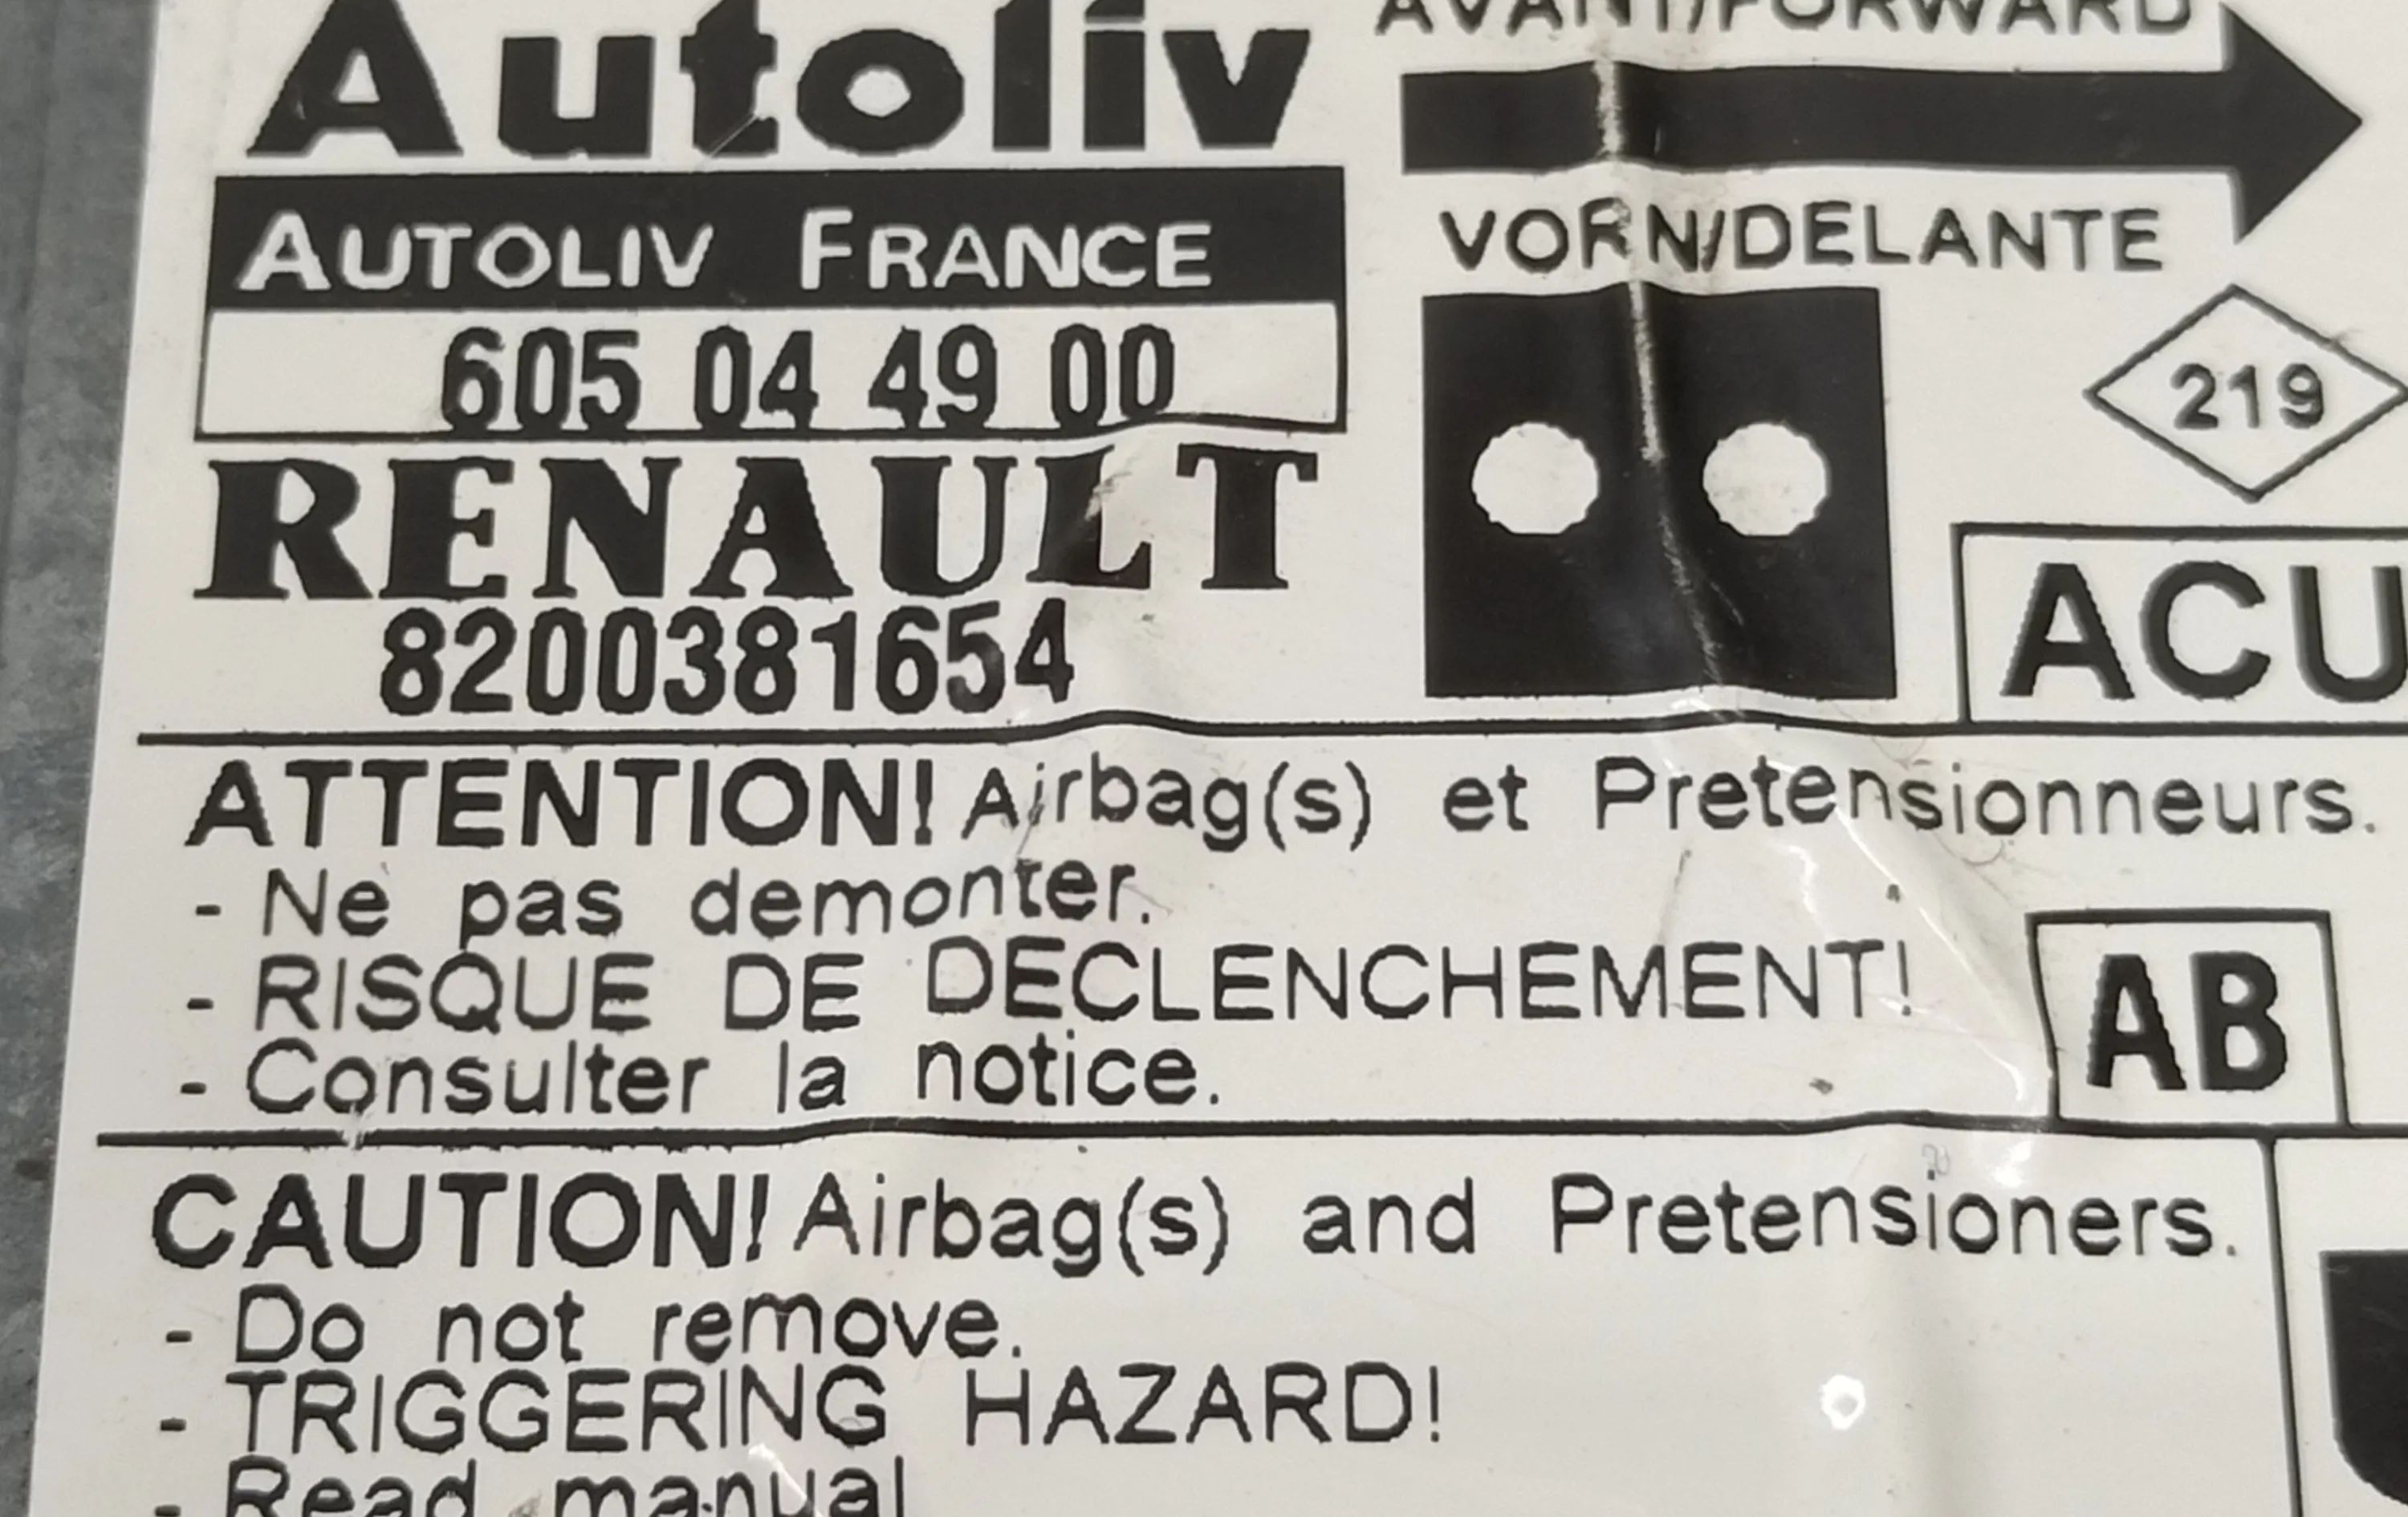 Autoliv
AVANT/FORWARD
AUTOLIV FRANCE
VORN/DELANTE
605 04 49 00
219
RENAULT
8200381654
ACU
ATTENTION! Airbag(s) et Pretensionneurs.
- Ne pas demonter.
- RISQUE DE DECLENCHEMENT!
- Consulter la notice.
AB
CAUTION! Airbag(s) and Pretensioners.
- Do not remove.
- TRIGGERING HAZARD!
- Read manual